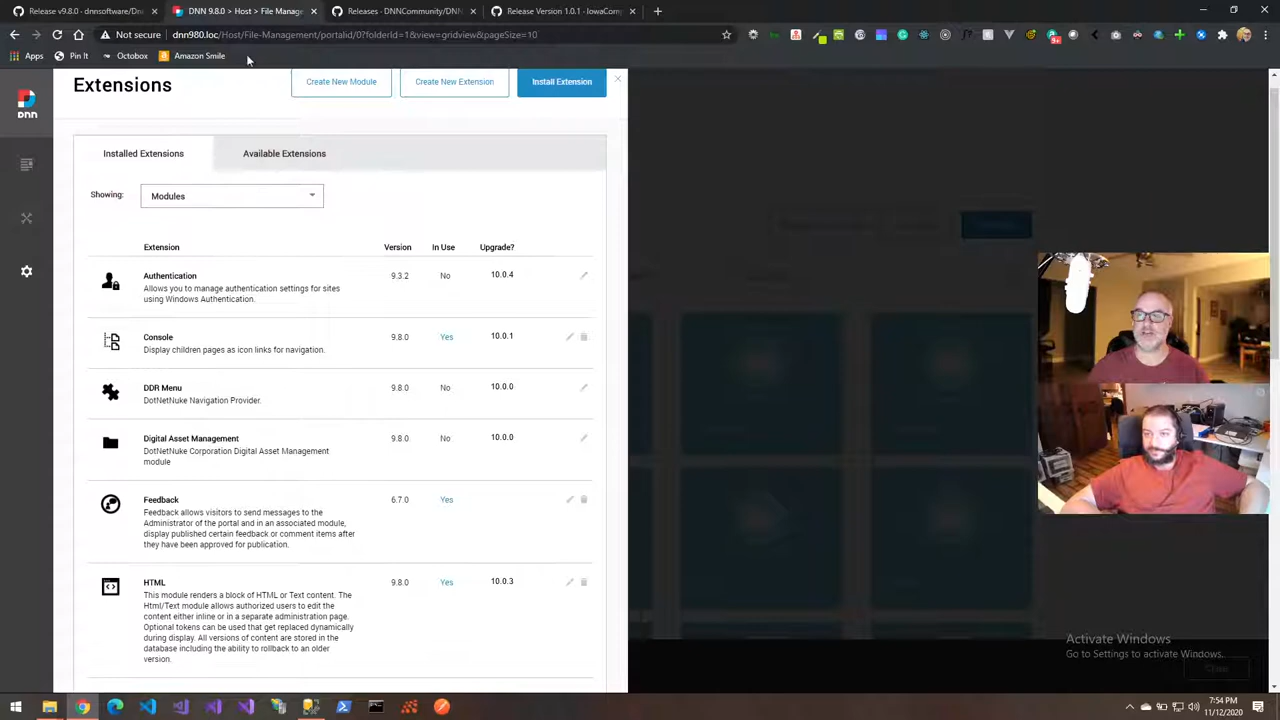 Release v9.8.0 - dnnsoftware/Dn
DNN 9.8.0 > Host > File Manage
Releases - DNNCommunity/DNN
Release Version 1.0.1 - IowaComp
Not secure
dnn980.lo/Host/File-Management/portalid/0?folderId=1&view=gridview&pageSize=10
Apps
Pin It
Octobox
Amazon Smile
dnn
Extensions
Create New Module
Create New Extension
Install Extension
Installed Extensions
Available Extensions
Showing:
Modules
Extension Version In Use Upgrade?
Authentication 9.3.2 No 10.0.4
Allows you to manage authentication settings for sites
using Windows Authentication.
Console 9.8.0 Yes 10.0.1
Display children pages as icon links for navigation.
DDR Menu 9.8.0 No 10.0.0
DotNetNuke Navigation Provider.
Digital Asset Management 9.8.0 No 10.0.0
DotNetNuke Corporation Digital Asset Management
module
Feedback 6.7.0 Yes
Feedback allows visitors to send messages to the
Administrator of the portal and in an associated module,
display published certain feedback or comment items after
they have been approved for publication.
HTML 9.8.0 Yes 10.0.3
This module renders a block of HTML or Text content. The
Html/Text module allows authorized users to edit the
content either inline or in a separate administration page.
Optional tokens can be used that get replaced dynamically
during display. All versions of content are stored in the
database including the ability to rollback to an older
version.
Activate Windows
Go to Settings to activate Windows.
7:54 PM
11/12/2020